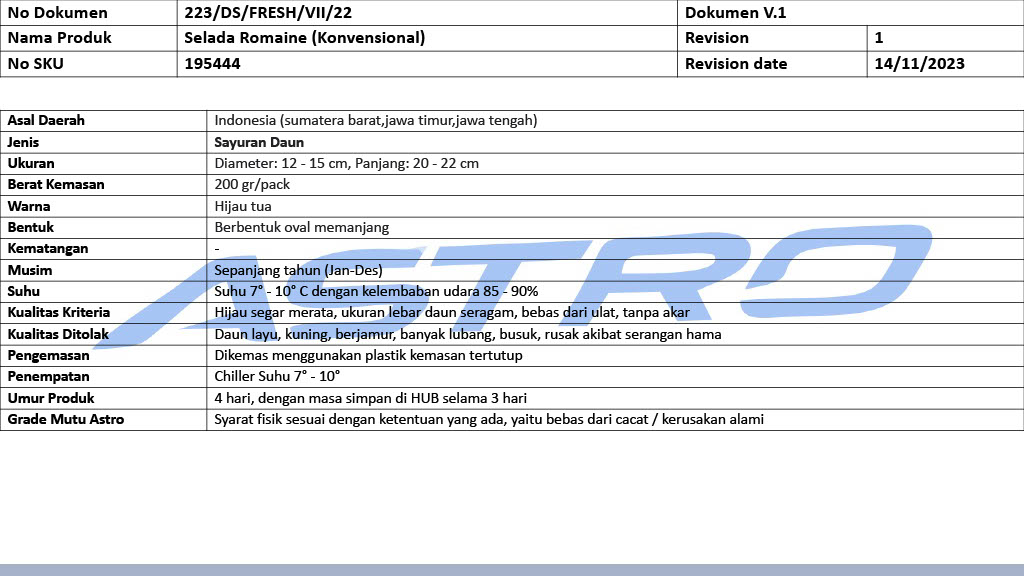 No Dokumen 223/DS/FRESH/VII/22 Dokumen V.1
Nama Produk Selada Romaine (Konvensional) Revision 1
No SKU 195444 Revision date 14/11/2023
Asal Daerah Indonesia (sumatera barat,jawa timur,jawa tengah)
Jenis Sayuran Daun
Ukuran Diameter: 12 - 15 cm, Panjang: 20 - 22 cm
Berat Kemasan 200 gr/pack
Warna Hijau tua
Bentuk Berbentuk oval memanjang
Kematangan -
Musim Sepanjang tahun (Jan-Des)
Suhu Suhu 7° - 10° C dengan kelembaban udara 85 - 90%
Kualitas Kriteria Hijau segar merata, ukuran lebar daun seragam, bebas dari ulat, tanpa akar
Kualitas Ditolak Daun layu, kuning, berjamur, banyak lubang, busuk, rusak akibat serangan hama
Pengemasan Dikemas menggunakan plastik kemasan tertutup
Penempatan Chiller Suhu 7° - 10°
Umur Produk 4 hari, dengan masa simpan di HUB selama 3 hari
Grade Mutu Astro Syarat fisik sesuai dengan ketentuan yang ada, yaitu bebas dari cacat / kerusakan alami
ASTRO